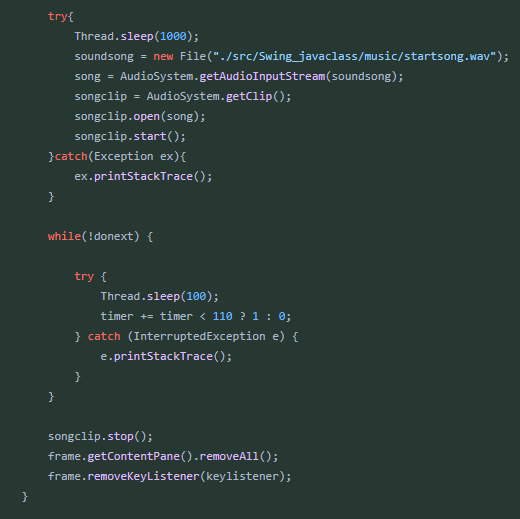 try{
Thread.sleep(1000);
soundsong = new File("./src/Swing_javaclass/music/startsong.wav");
song = AudioSystem.getAudioInputStream(soundsong);
songclip = AudioSystem.getClip();
songclip.open(song);
songclip.start();
}catch(Exception ex){
ex.printStackTrace();
}
while(!donext) {
try {
Thread.sleep(100);
timer += timer < 110 ? 1 : 0;
} catch (InterruptedException e) {
e.printStackTrace();
}
}
songclip.stop();
frame.getContentPane().removeAll();
frame.removeKeyListener(keylistener);
}